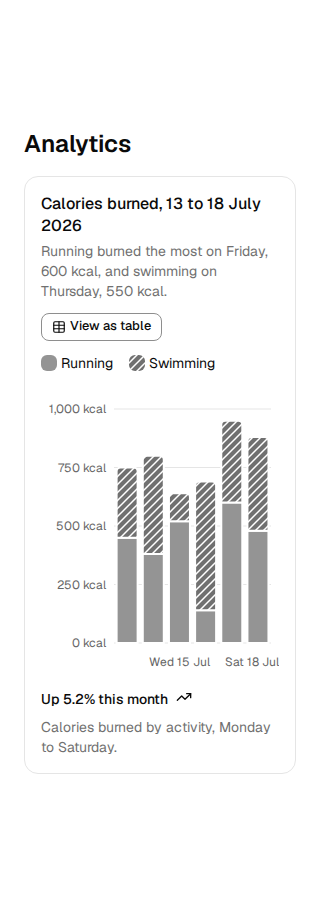 Analytics
Calories burned, 13 to 18 July
2026
Running burned the most on Friday,
600 kcal, and swimming on
Thursday, 550 kcal.
View as table
Running
Swimming
1,000 kcal
750 kcal
500 kcal
250 kcal
0 kcal
Wed 15 Jul
Sat 18 Jul
Up 5.2% this month
Calories burned by activity, Monday
to Saturday.